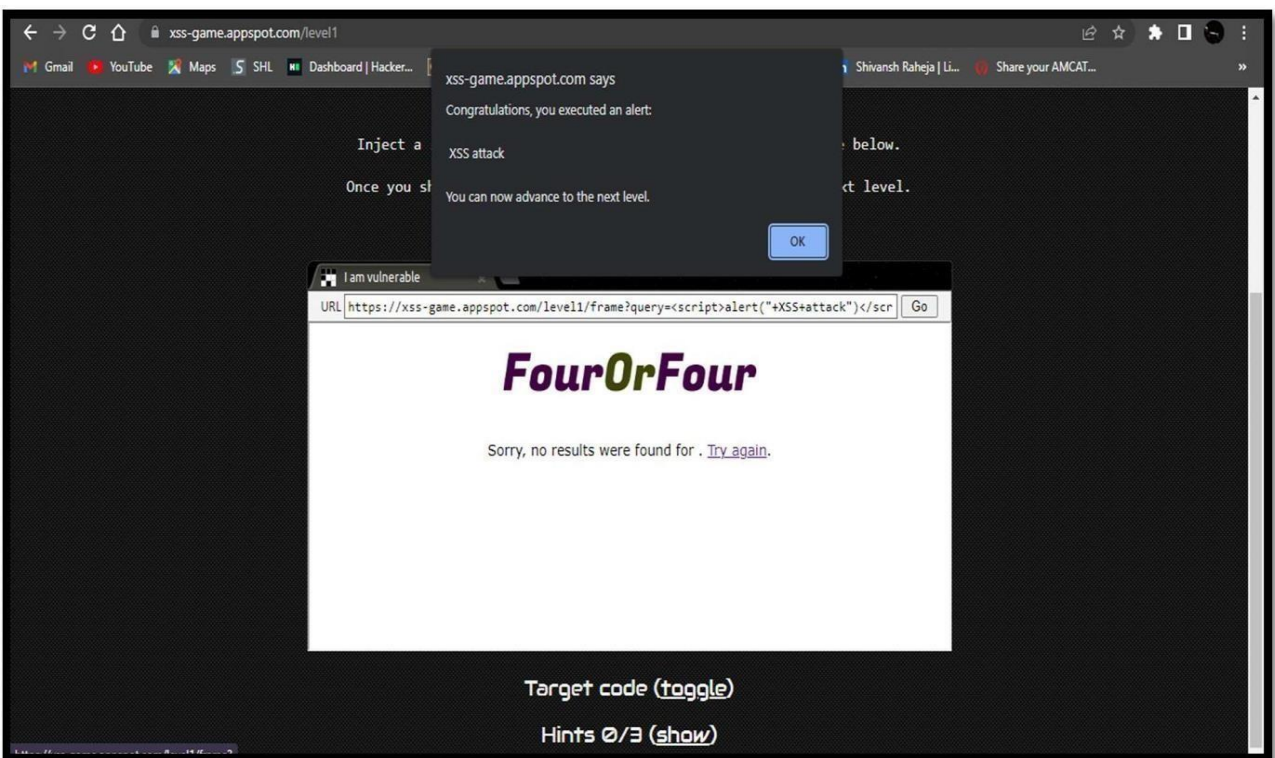 xss-game.appspot.com/level1
Gmail YouTube Maps SHL Dashboard | Hacker... Shivansh Raheja | Li... Share your AMCAT... »
xss-game.appspot.com says
Congratulations, you executed an alert:
XSS attack
You can now advance to the next level.
OK
Inject a : below.
Once you sh xt level.
I am vulnerable
URL https://xss-game.appspot.com/level1/frame?query=<script>alert("+XSS+attack")</scr Go
FourOrFour
Sorry, no results were found for . Try again.
Target code (toggle)
Hints 0/3 (show)